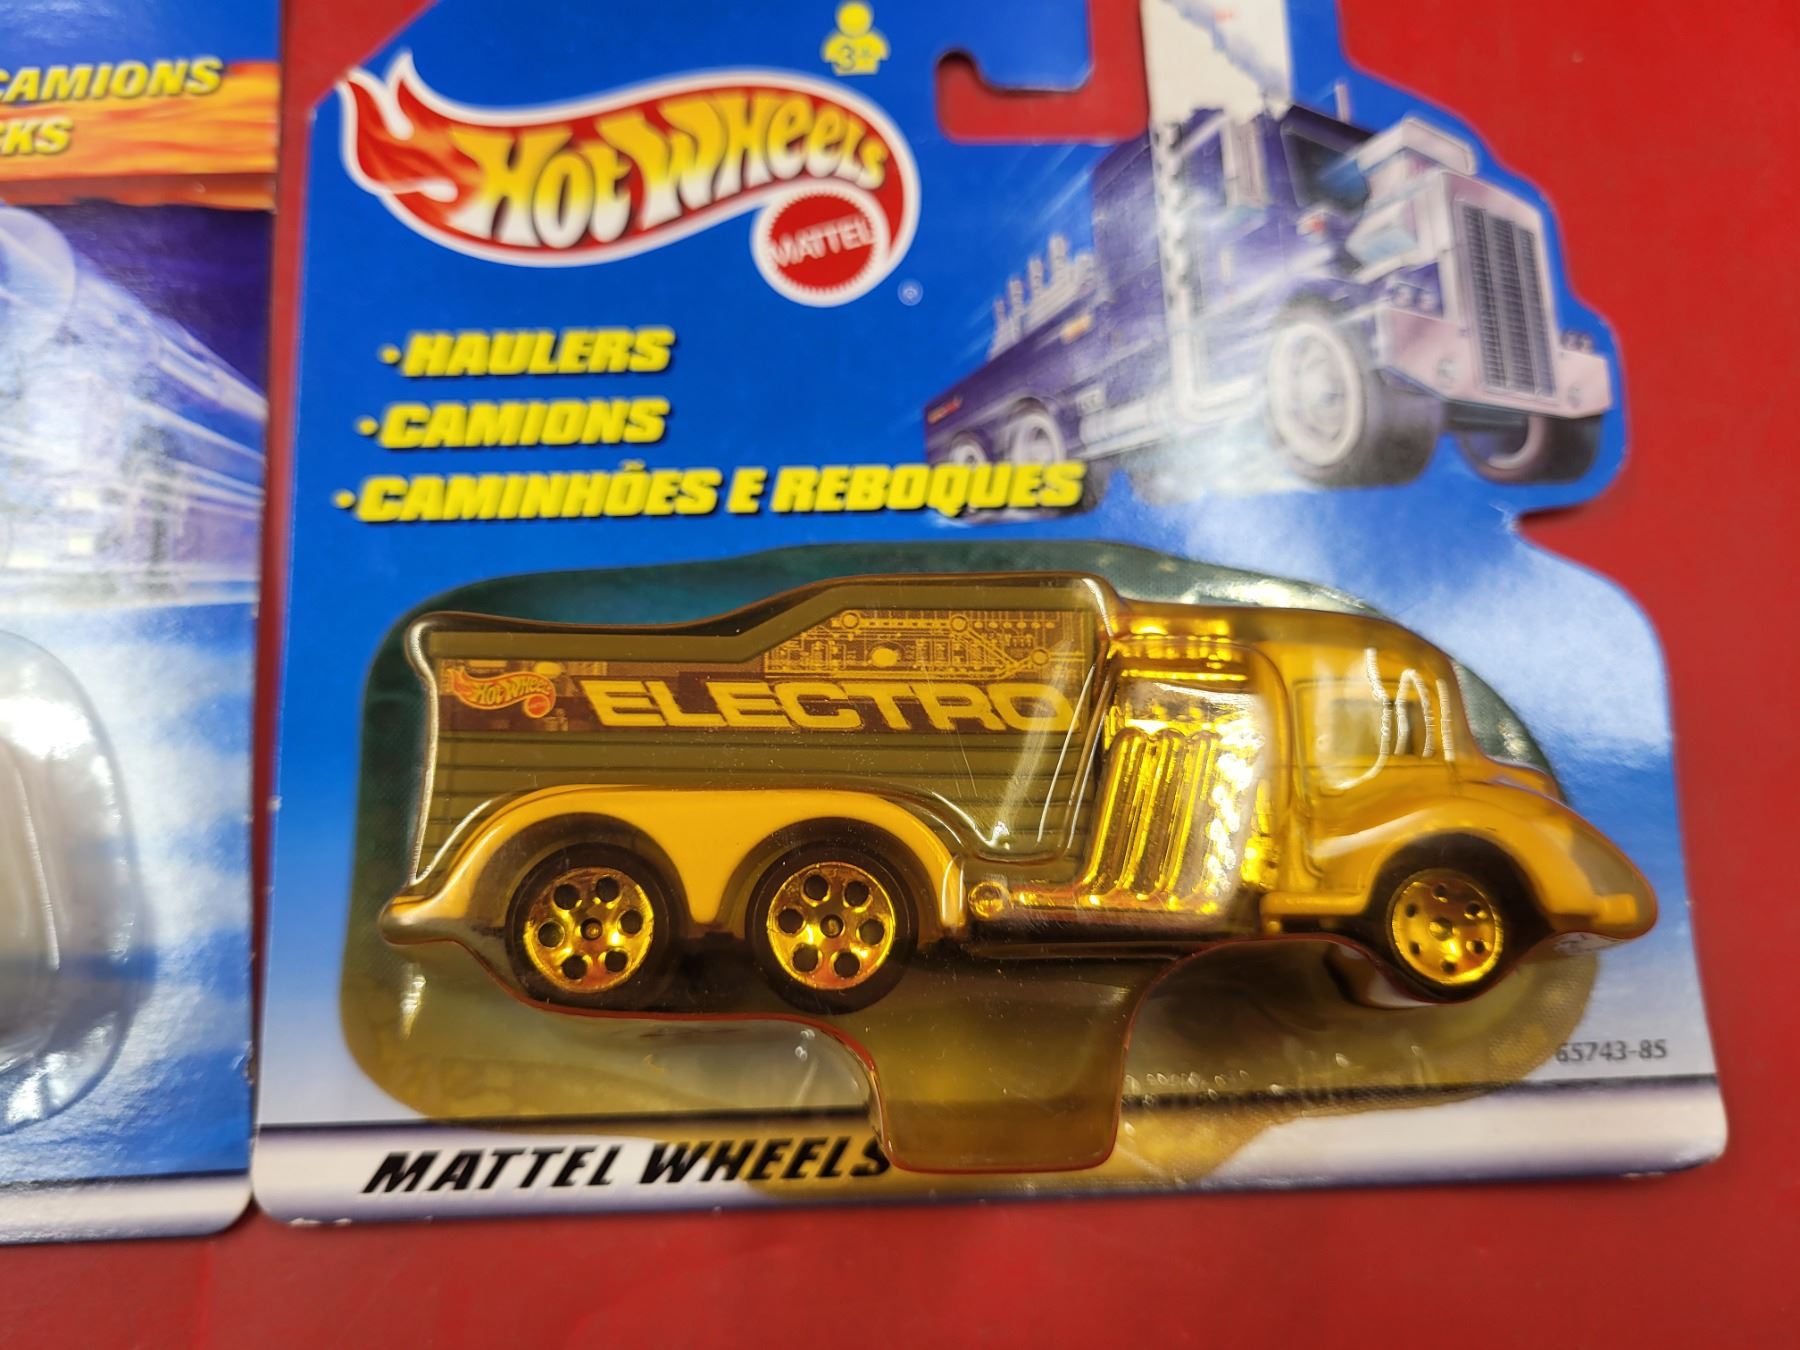 CAMIONS
CKS
3+
HOT WHEELS
MATTEL
®
•HAULERS
•CAMIONS
•CAMINHÕES E REBOQUES
HOT WHEELS
ELECTRO
65743-85
MATTEL WHEELS